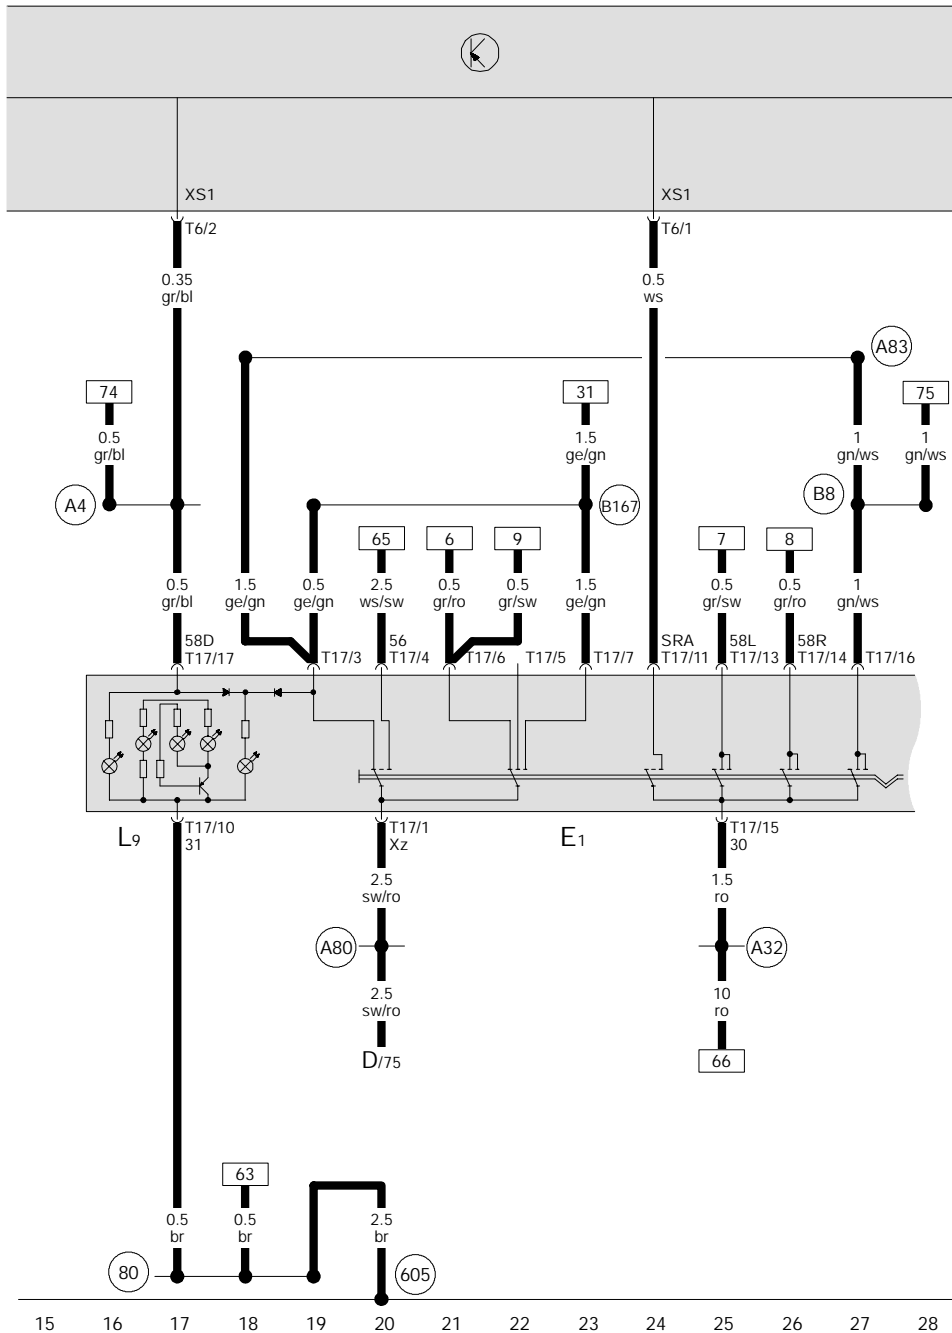 XS1 XS1
T6/2 T6/1
0.35 0.5
gr/bl ws
A83
74 31 75
0.5 1.5 1 1
gr/bl ge/gn gn/ws gn/ws
A4 B167 B8
65 6 9 7 8
0.5 1.5 0.5 2.5 0.5 0.5 1.5 0.5 0.5 1
gr/bl ge/gn ge/gn ws/sw gr/ro gr/sw ge/gn gr/sw gr/ro gn/ws
58D 56 SRA 58L 58R
T17/17 T17/3 T17/4 T17/6 T17/5 T17/7 T17/11 T17/13 T17/14 T17/16
T17/10 T17/1 T17/15
L9 31 Xz E1 30
2.5 1.5
sw/ro ro
A80 A32
2.5 10
sw/ro ro
D/75 66
63
0.5 0.5 2.5
br br br
80 605
15 16 17 18 19 20 21 22 23 24 25 26 27 28